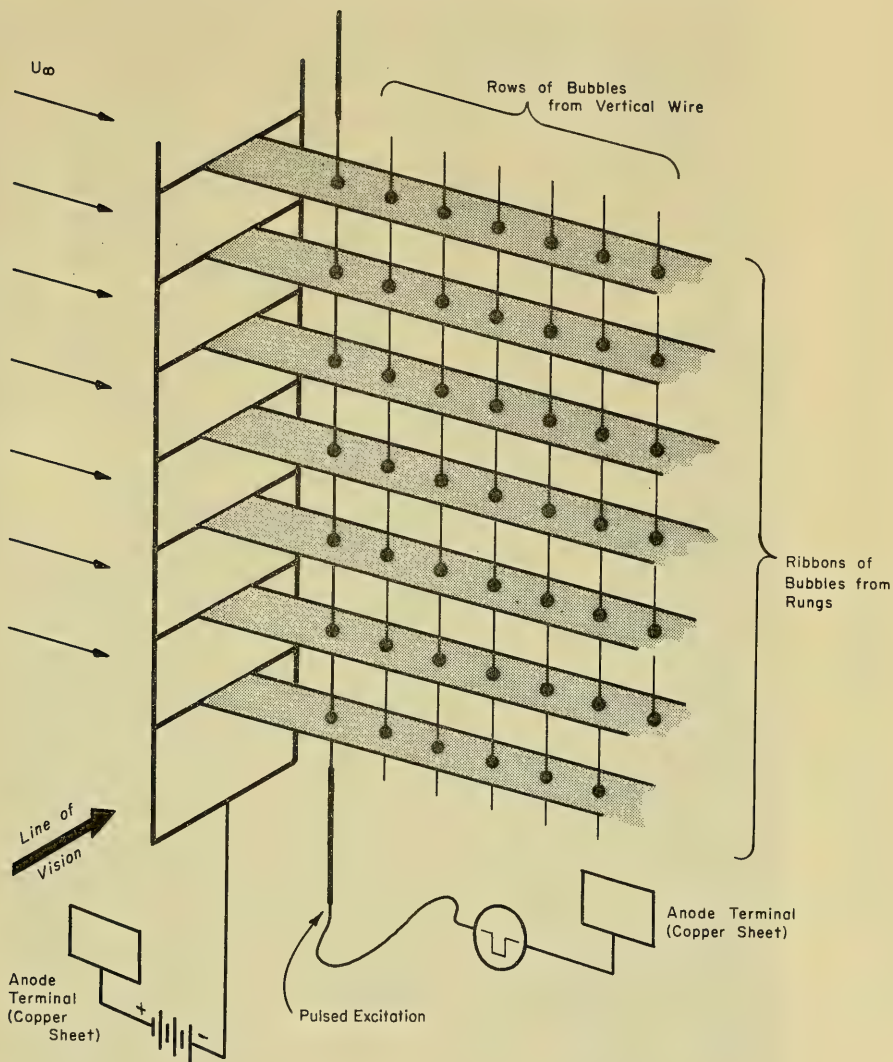 U∞
Rows of Bubbles
from Vertical Wire
Ribbons of
Bubbles from
Rungs
Line of
Vision
Anode Terminal
(Copper Sheet)
Anode
Terminal
(Copper
Sheet)
+
-
Pulsed Excitation